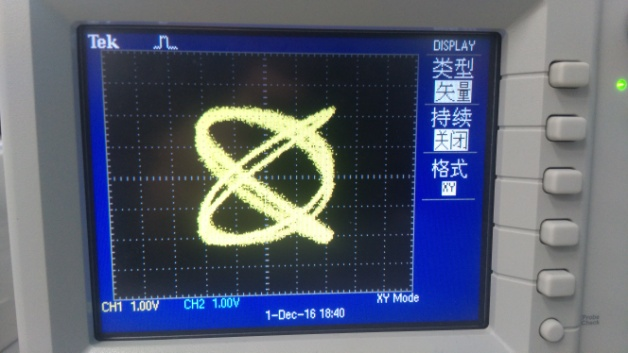 Tek
DISPLAY
类型
矢量
持续
关闭
格式
XY
CH1 1.00V
CH2 1.00V
XY Mode
1-Dec-16 18:40